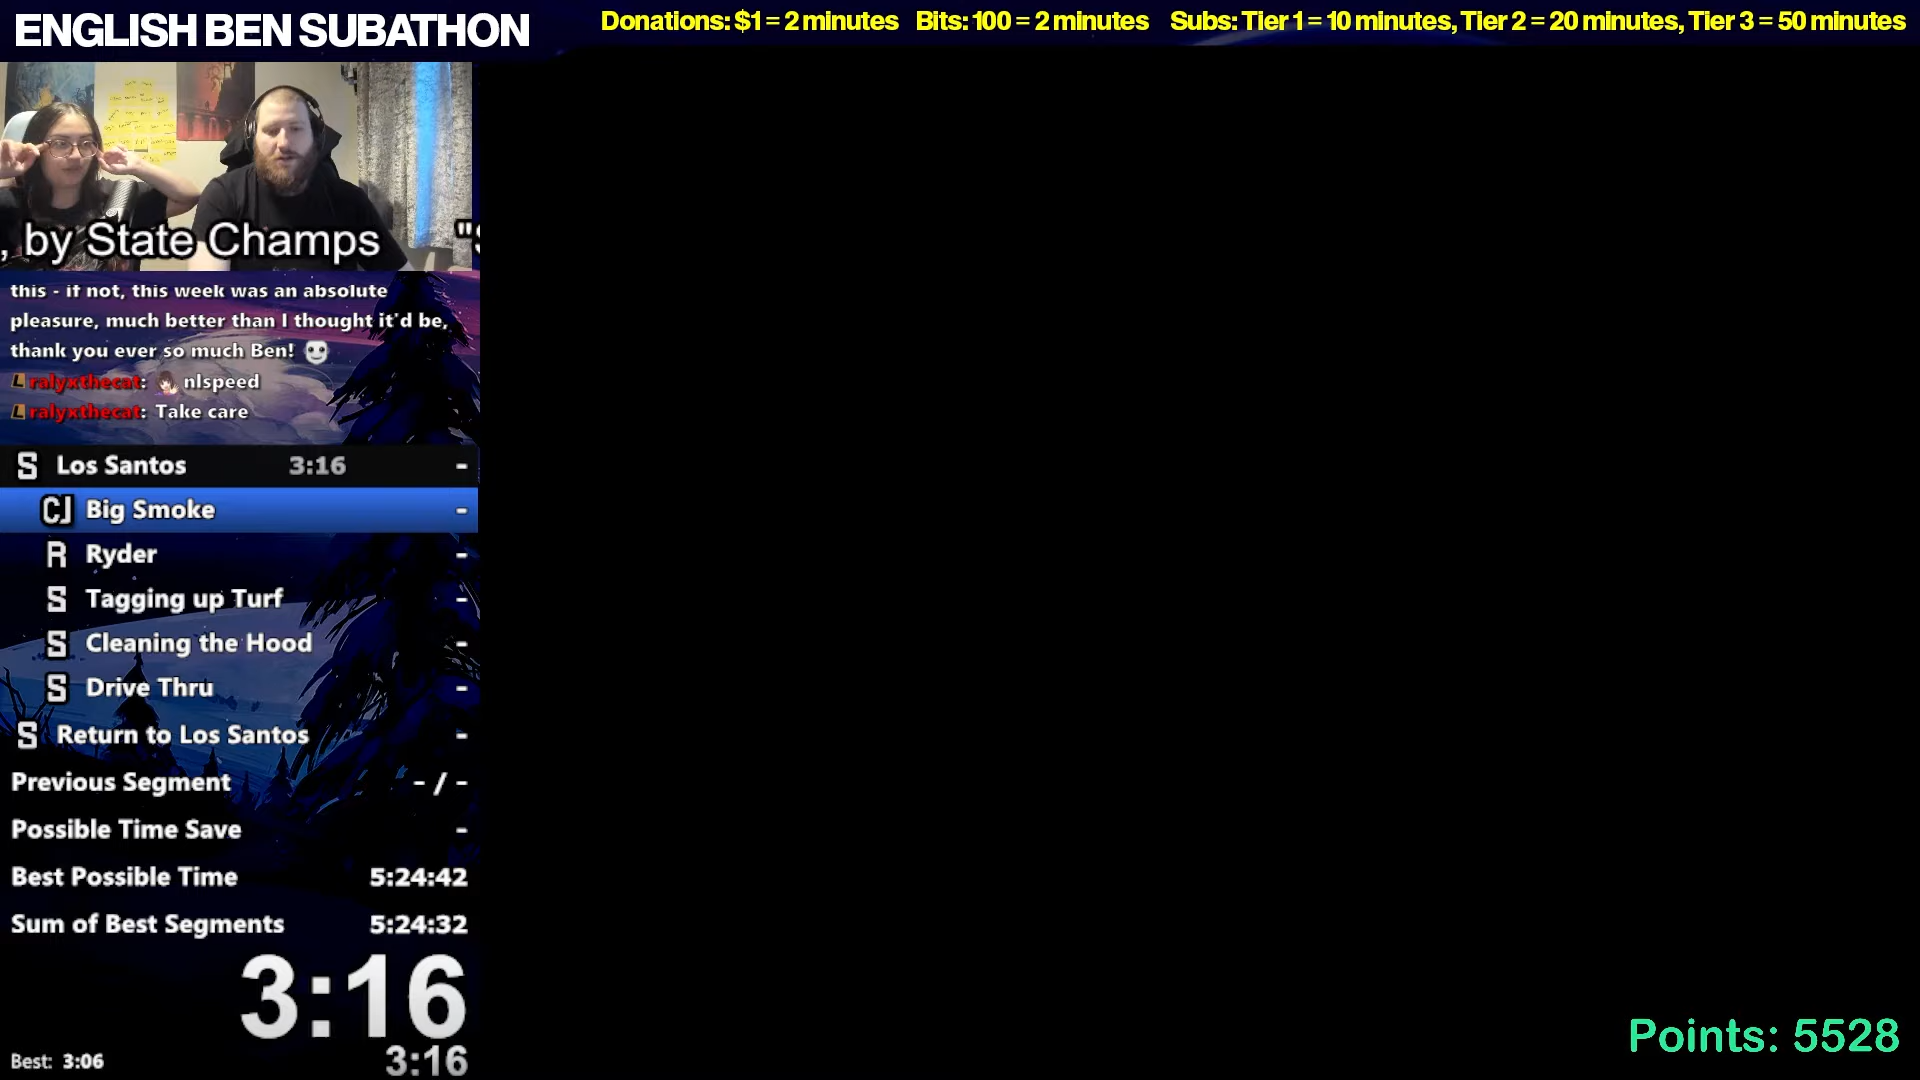 ENGLISH BEN SUBATHON
Donations: $1 = 2 minutes Bits: 100 = 2 minutes Subs: Tier 1 = 10 minutes, Tier 2 = 20 minutes, Tier 3 = 50 minutes
, by State Champs "S
this - if not, this week was an absolute
pleasure, much better than I thought it'd be,
thank you ever so much Ben!
L ralyxthecat: nlspeed
L ralyxthecat: Take care
S Los Santos 3:16 -
CJ Big Smoke -
R Ryder -
S Tagging up Turf -
S Cleaning the Hood -
S Drive Thru -
S Return to Los Santos -
Previous Segment - / -
Possible Time Save -
Best Possible Time 5:24:42
Sum of Best Segments 5:24:32
3:16
Best: 3:06 3:16
Points: 5528